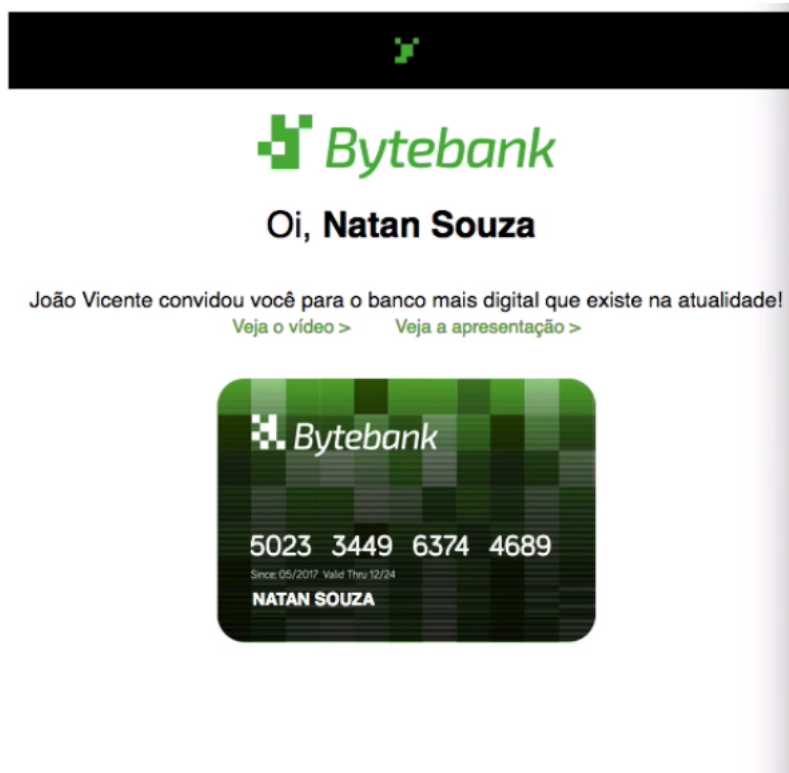 Bytebank
Oi, Natan Souza
João Vicente convidou você para o banco mais digital que existe na atualidade!
Veja o vídeo > Veja a apresentação >
Bytebank
5023 3449 6374 4689
Since: 05/2017 Valid Thru 12/24
NATAN SOUZA